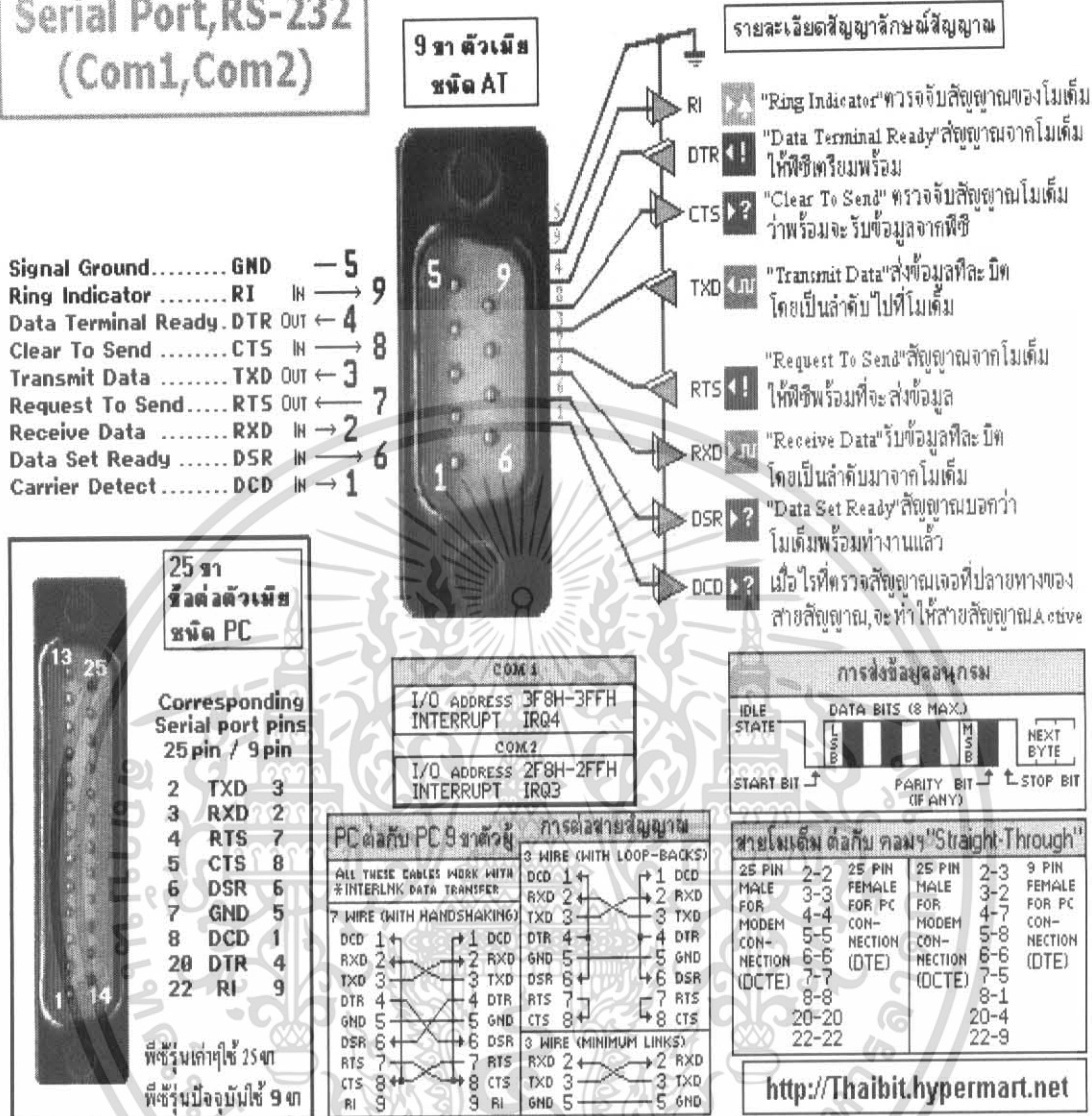 Serial Port,RS-232
(Com1,Com2)
9 ขา ตัวเมีย
ชนิด AT
รายละเอียดสัญญาลักษณ์สัญญาณ
RI "Ring Indicator"ตวรจจับสัญญาณของโมเด็ม
DTR "Data Terminal Ready"สัญญาณจากโมเด็ม
ให้พีซีเตรียมพร้อม
CTS "Clear To Send" ตรวจจับสัญญาณโมเด็ม
ว่าพร้อมจะรับข้อมูลจากพีซี
TXD "Transmit Data"ส่งข้อมูลทีละบิต
โดยเป็นลำดับไปที่โมเด็ม
RTS "Request To Send"สัญญาณจากโมเด็ม
ให้พีซีพร้อมที่จะส่งข้อมูล
RXD "Receive Data"รับข้อมูลทีละบิต
โดยเป็นลำดับมาจากโมเด็ม
DSR "Data Set Ready"สัญญาณบอกว่า
โมเด็มพร้อมทำงานแล้ว
DCD เมื่อไรที่ตรวจสัญญาณเจอที่ปลายทางของ
สายสัญญาณ,จะทำให้สายสัญญาณActive
Signal Ground.........GND 5
Ring Indicator ........RI IN → 9
Data Terminal Ready.DTR OUT ← 4
Clear To Send ........CTS IN → 8
Transmit Data ........TXD OUT ← 3
Request To Send.....RTS OUT ← 7
Receive Data ........RXD IN → 2
Data Set Ready ......DSR IN → 6
Carrier Detect........DCD IN → 1
5 9
1 6
5
9
4
8
3
7
2
6
1
25 ขา
ข้อต่อตัวเมีย
ชนิด PC
13 25
1 14
Corresponding
Serial port pins
25 pin / 9 pin
2 TXD 3
3 RXD 2
4 RTS 7
5 CTS 8
6 DSR 6
7 GND 5
8 DCD 1
20 DTR 4
22 RI 9
พีซีรุ่นเก่าๆใช้ 25 ขา
พีซีรุ่นปัจจุบันใช้ 9 ขา
COM 1
I/O ADDRESS 3F8H-3FFH
INTERRUPT IRQ4
COM 2
I/O ADDRESS 2F8H-2FFH
INTERRUPT IRQ3
การส่งข้อมูลอนุกรม
IDLE STATE
DATA BITS (8 MAX.)
LSB
MSB
NEXT BYTE
START BIT
PARITY BIT
(IF ANY)
STOP BIT
PC ต่อกับ PC 9 ขาตัวผู้
การต่อสายสัญญาณ
ALL THESE CABLES WORK WITH
*INTERLNK DATA TRANSFER
7 WIRE (WITH HANDSHAKING)
DCD 1 1 DCD
RXD 2 2 RXD
TXD 3 3 TXD
DTR 4 4 DTR
GND 5 5 GND
DSR 6 6 DSR
RTS 7 7 RTS
CTS 8 8 CTS
RI 9 9 RI
3 WIRE (WITH LOOP-BACKS)
DCD 1 1 DCD
RXD 2 2 RXD
TXD 3 3 TXD
DTR 4 4 DTR
GND 5 5 GND
DSR 6 6 DSR
RTS 7 7 RTS
CTS 8 8 CTS
3 WIRE (MINIMUM LINKS)
RXD 2 2 RXD
TXD 3 3 TXD
GND 5 5 GND
สายโมเด็ม ต่อกับ คอมฯ"Straight-Through"
25 PIN
MALE
FOR
MODEM
CON-
NECTION
(DCTE)
2-2
3-3
4-4
5-5
6-6
7-7
8-8
20-20
22-22
25 PIN
FEMALE
FOR PC
CON-
NECTION
(DTE)
25 PIN
MALE
FOR
MODEM
CON-
NECTION
(DCTE)
2-3
3-2
4-7
5-8
6-6
7-5
8-1
20-4
22-9
9 PIN
FEMALE
FOR PC
CON-
NECTION
(DTE)
http://Thaibit.hypermart.net